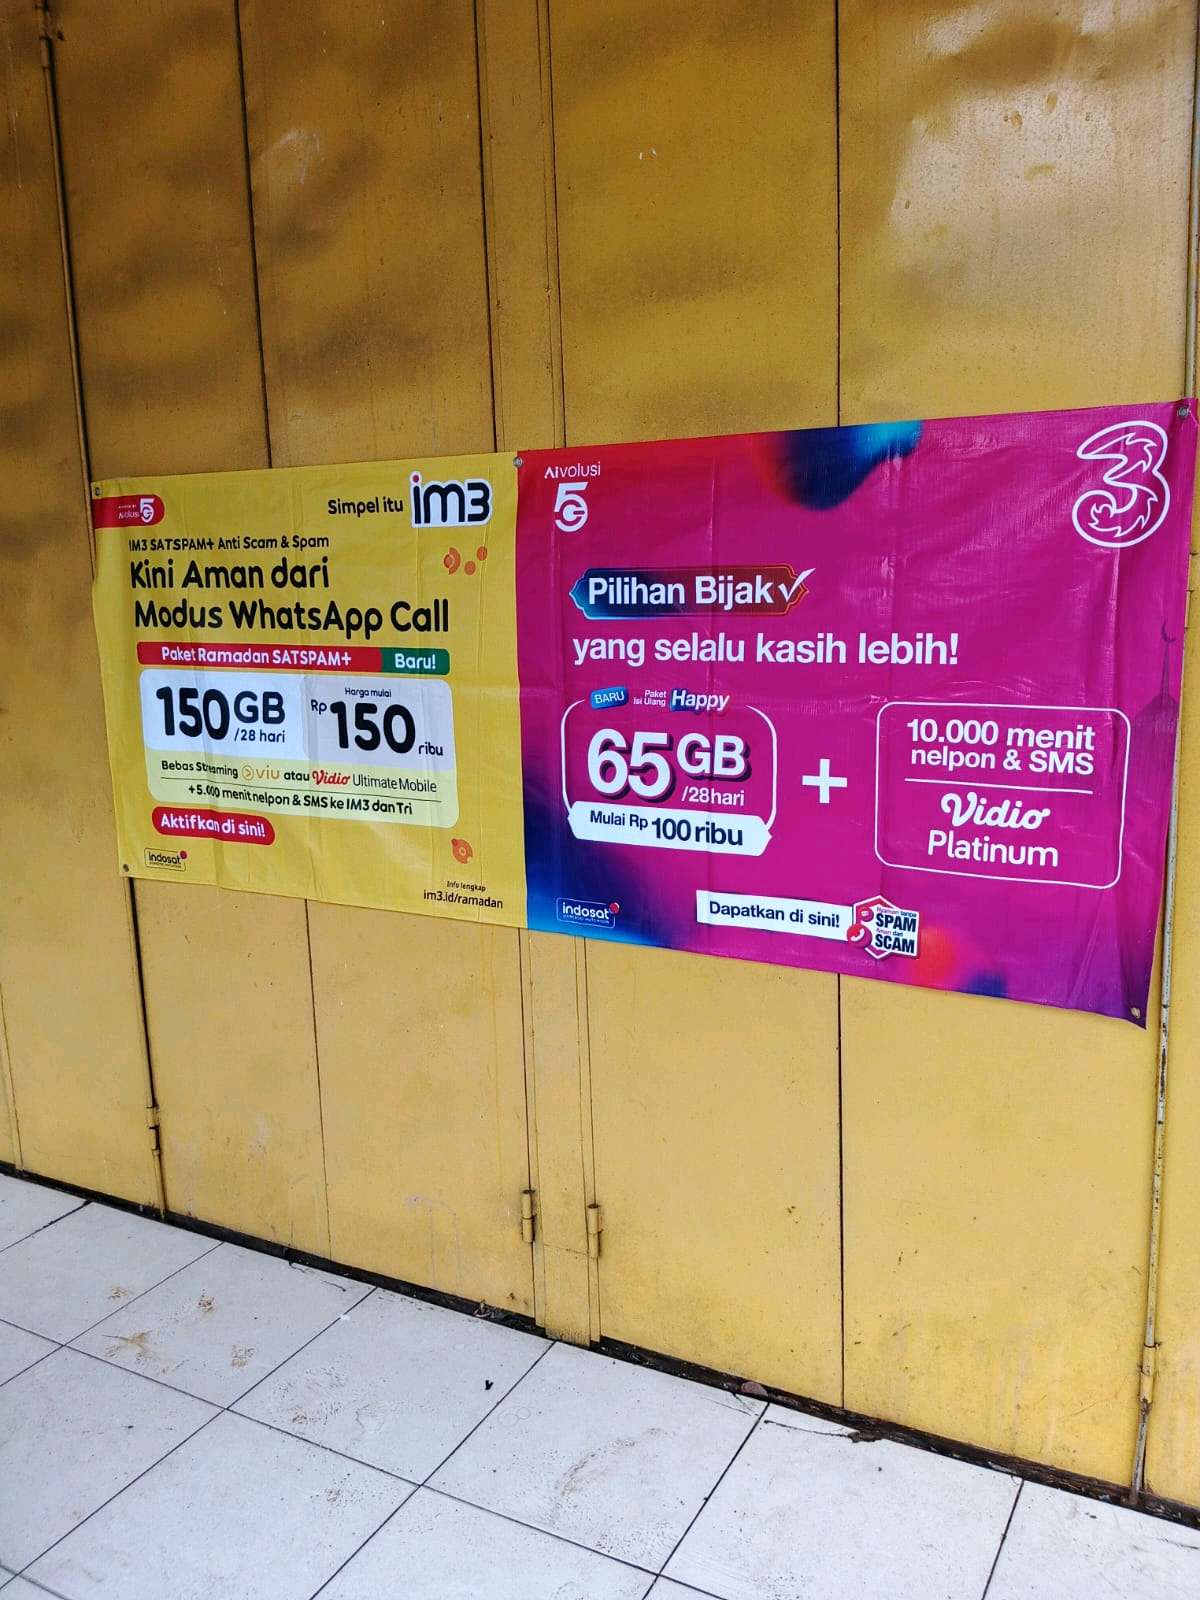 AIvolusi
5G
Simpel itu im3
IM3 SATSPAM+ Anti Scam & Spam
Kini Aman dari
Modus WhatsApp Call
Paket Ramadan SATSPAM+ Baru!
150GB
/28 hari
Harga mulai
Rp 150 ribu
Bebas Streaming viu atau Vidio Ultimate Mobile
+5.000 menit nelpon & SMS ke IM3 dan Tri
Aktifkan di sini!
indosat
Info lengkap
im3.id/ramadan
AIvolusi
5G
3
Pilihan Bijak
yang selalu kasih lebih!
BARU Paket Isi Ulang Happy
65GB
/28hari
Mulai Rp 100 ribu
+
10.000 menit
nelpon & SMS
Vidio
Platinum
indosat
Dapatkan di sini!
SPAM
SCAM